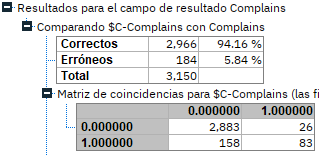 Resultados para el campo de resultado Complains
Comparando $C-Complains con Complains
Correctos 2,966 94.16 %
Erróneos 184 5.84 %
Total 3,150
Matriz de coincidencias para $C-Complains (las fi
0.000000 1.000000
0.000000 2,883 26
1.000000 158 83